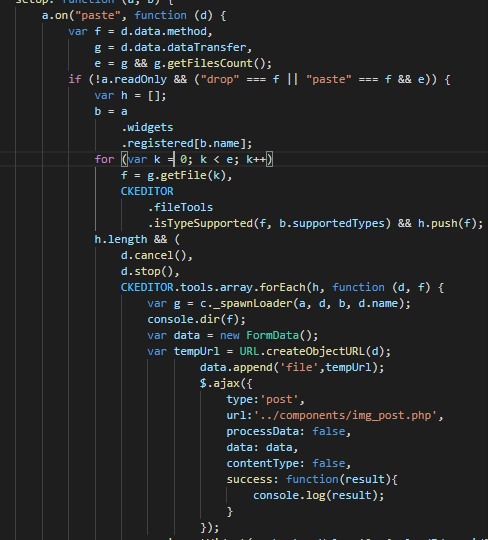 setup: function (a, b) {
a.on("paste", function (d) {
var f = d.data.method,
g = d.data.dataTransfer,
e = g && g.getFilesCount();
if (!a.readOnly && ("drop" === f || "paste" === f && e)) {
var h = [];
b = a
.widgets
.registered[b.name];
for (var k = 0; k < e; k++)
f = g.getFile(k),
CKEDITOR
.fileTools
.isTypeSupported(f, b.supportedTypes) && h.push(f);
h.length && (
d.cancel(),
d.stop(),
CKEDITOR.tools.array.forEach(h, function (d, f) {
var g = c._spawnLoader(a, d, b, d.name);
console.dir(f);
var data = new FormData();
var tempUrl = URL.createObjectURL(d);
data.append('file',tempUrl);
$.ajax({
type:'post',
url:'../components/img_post.php',
processData: false,
data: data,
contentType: false,
success: function(result){
console.log(result);
}
});